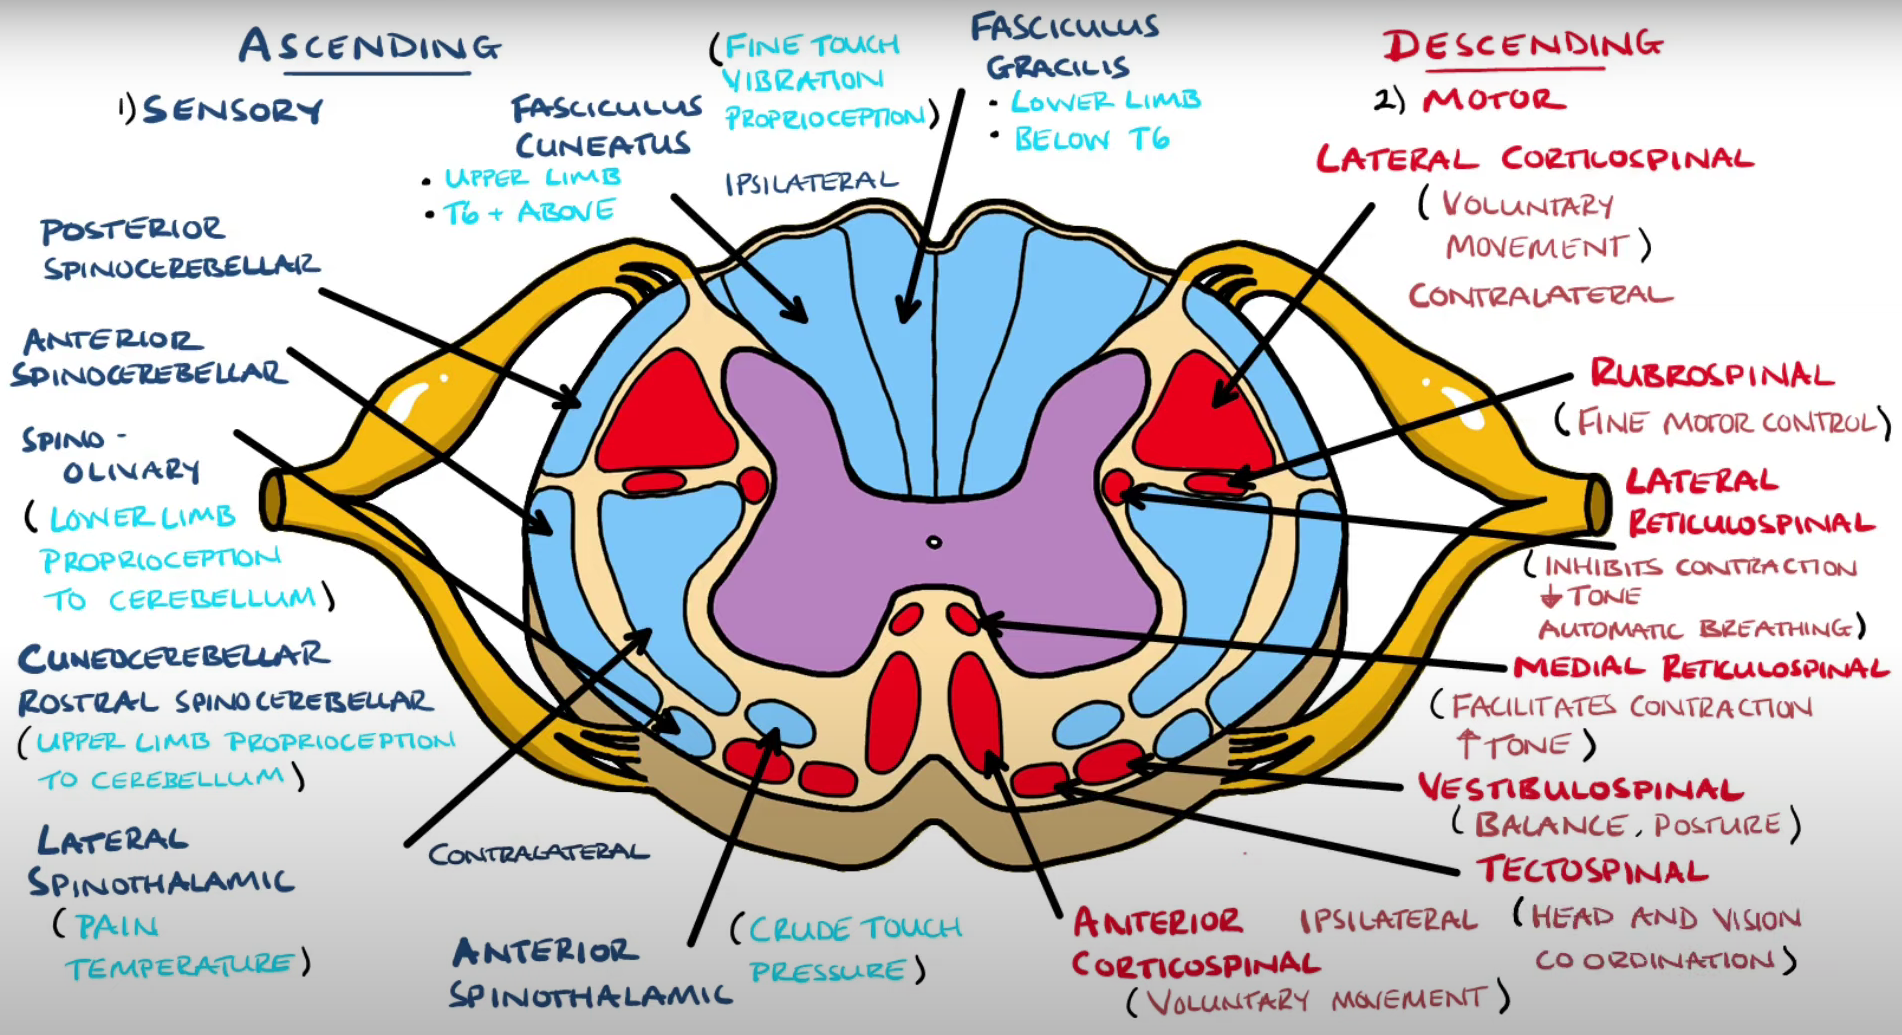 ASCENDING
1) SENSORY
FASCICULUS
CUNEATUS
• UPPER LIMB
• T6 + ABOVE
(FINE TOUCH
VIBRATION
PROPRIOCEPTION)
IPSILATERAL
FASCICULUS
GRACILIS
• LOWER LIMB
• BELOW T6
POSTERIOR
SPINOCEREBELLAR
ANTERIOR
SPINOCEREBELLAR
SPINO-
OLIVARY
(LOWER LIMB
PROPRIOCEPTION
TO CEREBELLUM)
CUNEOCEREBELLAR
ROSTRAL SPINOCEREBELLAR
(UPPER LIMB PROPRIOCEPTION
TO CEREBELLUM)
LATERAL
SPINOTHALAMIC
(PAIN
TEMPERATURE)
CONTRALATERAL
ANTERIOR
SPINOTHALAMIC
(CRUDE TOUCH
PRESSURE)
DESCENDING
2) MOTOR
LATERAL CORTICOSPINAL
(VOLUNTARY
MOVEMENT)
CONTRALATERAL
RUBROSPINAL
(FINE MOTOR CONTROL)
LATERAL
RETICULOSPINAL
(INHIBITS CONTRACTION
↓ TONE
AUTOMATIC BREATHING)
MEDIAL RETICULOSPINAL
(FACILITATES CONTRACTION
↑ TONE)
VESTIBULOSPINAL
(BALANCE, POSTURE)
TECTOSPINAL
(HEAD AND VISION
COORDINATION)
ANTERIOR IPSILATERAL
CORTICOSPINAL
(VOLUNTARY MOVEMENT)